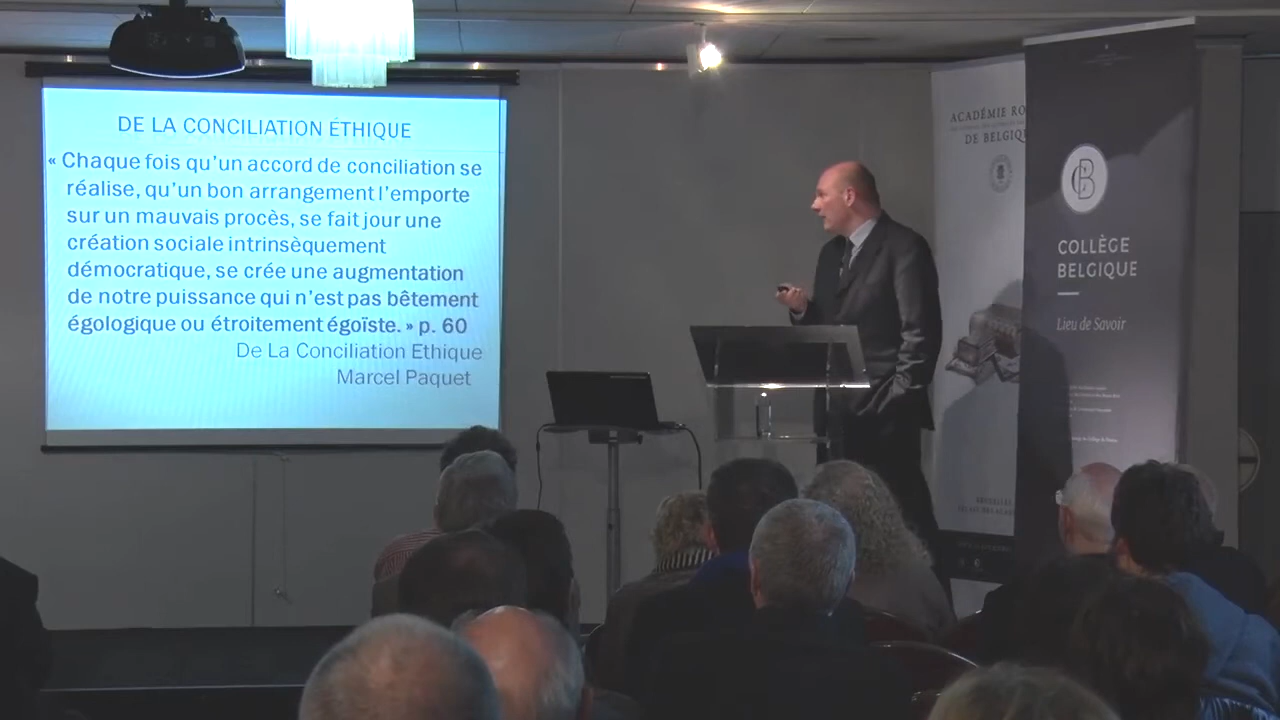 DE LA CONCILIATION ÉTHIQUE
« Chaque fois qu'un accord de conciliation se
réalise, qu'un bon arrangement l'emporte
sur un mauvais procès, se fait jour une
création sociale intrinsèquement
démocratique, se crée une augmentation
de notre puissance qui n'est pas bêtement
égologique ou étroitement égoïste. » p. 60
De La Conciliation Ethique
Marcel Paquet
ACADÉMIE RO
DE BELGIQU
CB
COLLÈGE
BELGIQUE
Lieu de Savoir